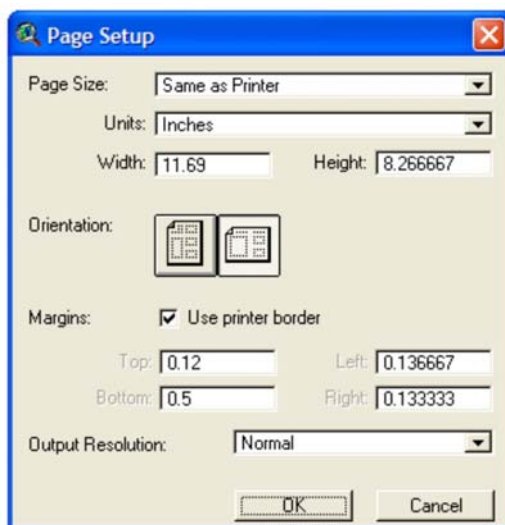 Page Setup
Page Size: Same as Printer
Units: Inches
Width: 11.69 Height: 8.266667
Orientation:
Margins: Use printer border
Top: 0.12 Left: 0.136667
Bottom: 0.5 Right: 0.133333
Output Resolution: Normal
OK Cancel